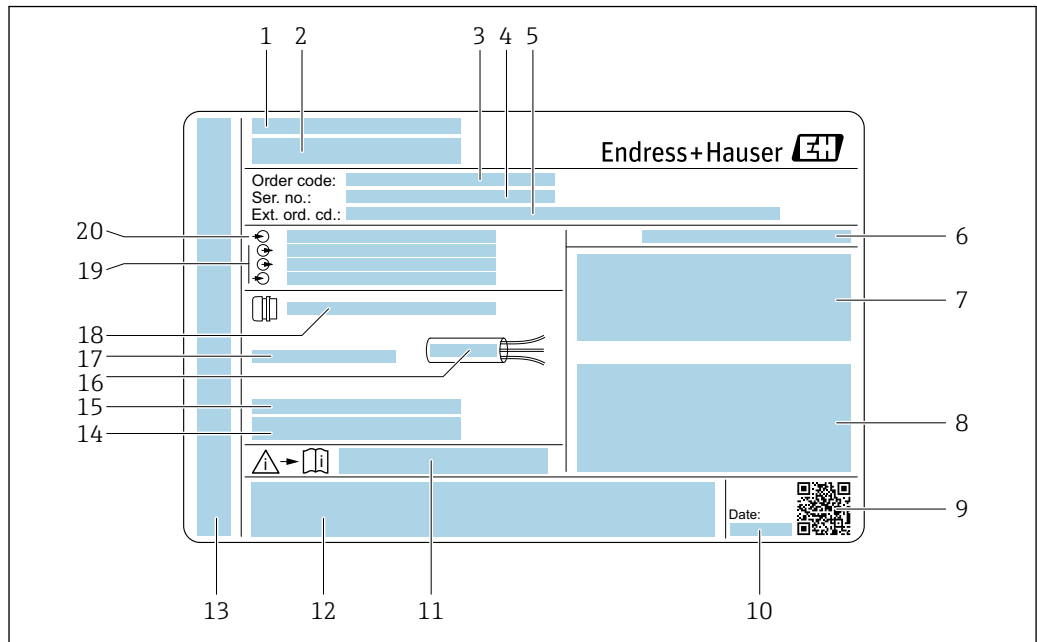 1 2 3 4 5
Endress+Hauser EH
Order code:
Ser. no.:
Ext. ord. cd.:
20
6
19
7
18
17
16
15
8
14
i i
Date:
9
13 12 11 10